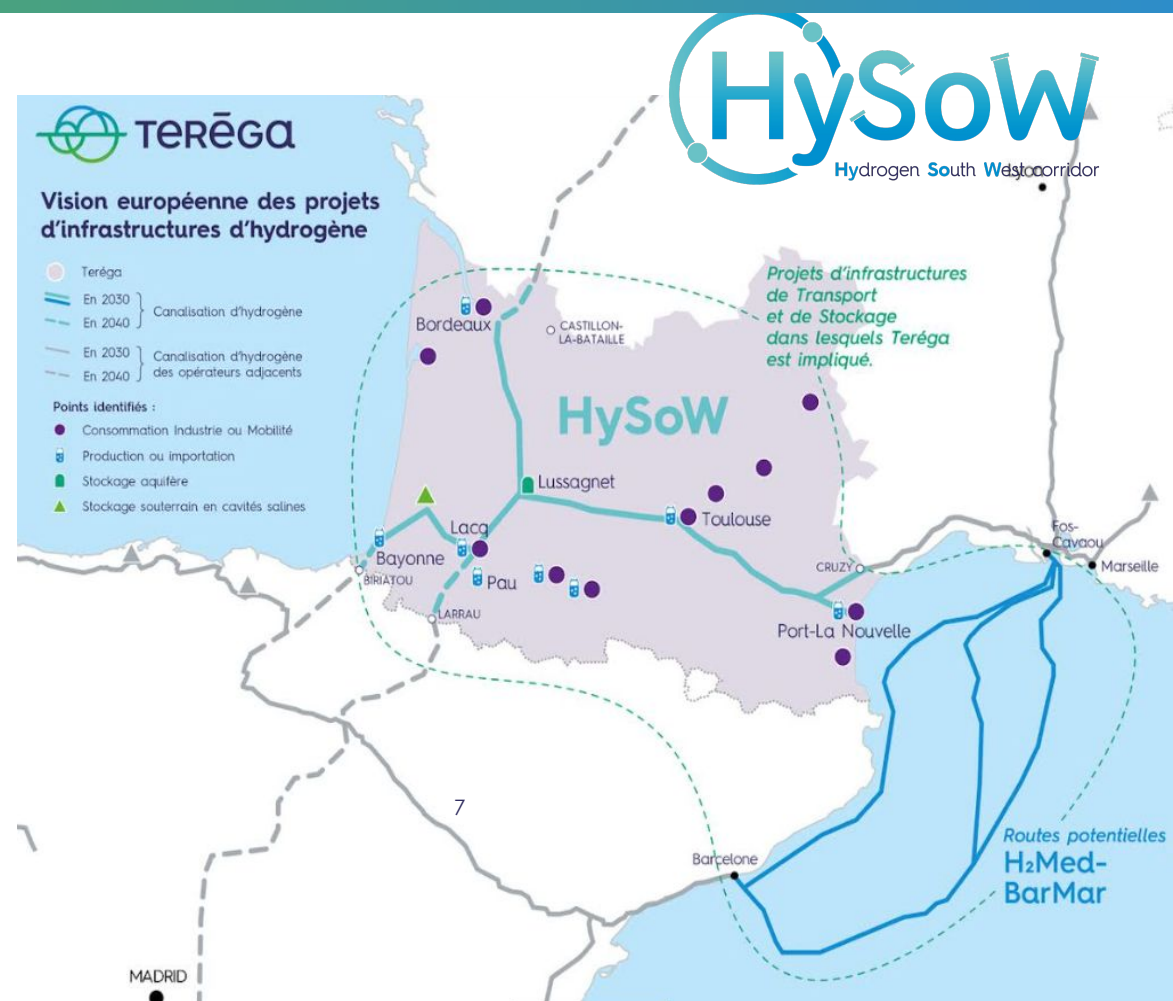 HySoW
Hydrogen South West corridor
Lyon
TERĒGA
Vision européenne des projets
d'infrastructures d'hydrogène
Teréga
En 2030
En 2040
Canalisation d'hydrogène
En 2030
En 2040
Canalisation d'hydrogène
des opérateurs adjacents
Points identifiés :
Consommation Industrie ou Mobilité
Production ou importation
Stockage aquifère
Stockage souterrain en cavités salines
Projets d'infrastructures
de Transport
et de Stockage
dans lesquels Teréga
est impliqué.
Bordeaux
CASTILLON-
LA-BATAILLE
HySoW
Lussagnet
Toulouse
Lacq
Bayonne
BIRIATOU
Pau
LARRAU
CRUZY
Fos-
Cavaou
Marseille
Port-La Nouvelle
7
Barcelone
Routes potentielles
H₂Med-
BarMar
MADRID